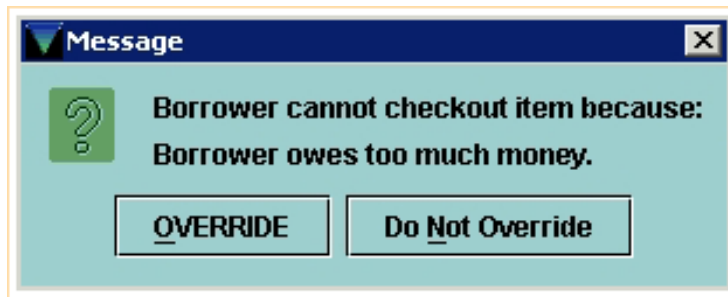 Message
Borrower cannot checkout item because:
Borrower owes too much money.
OVERRIDE Do Not Override